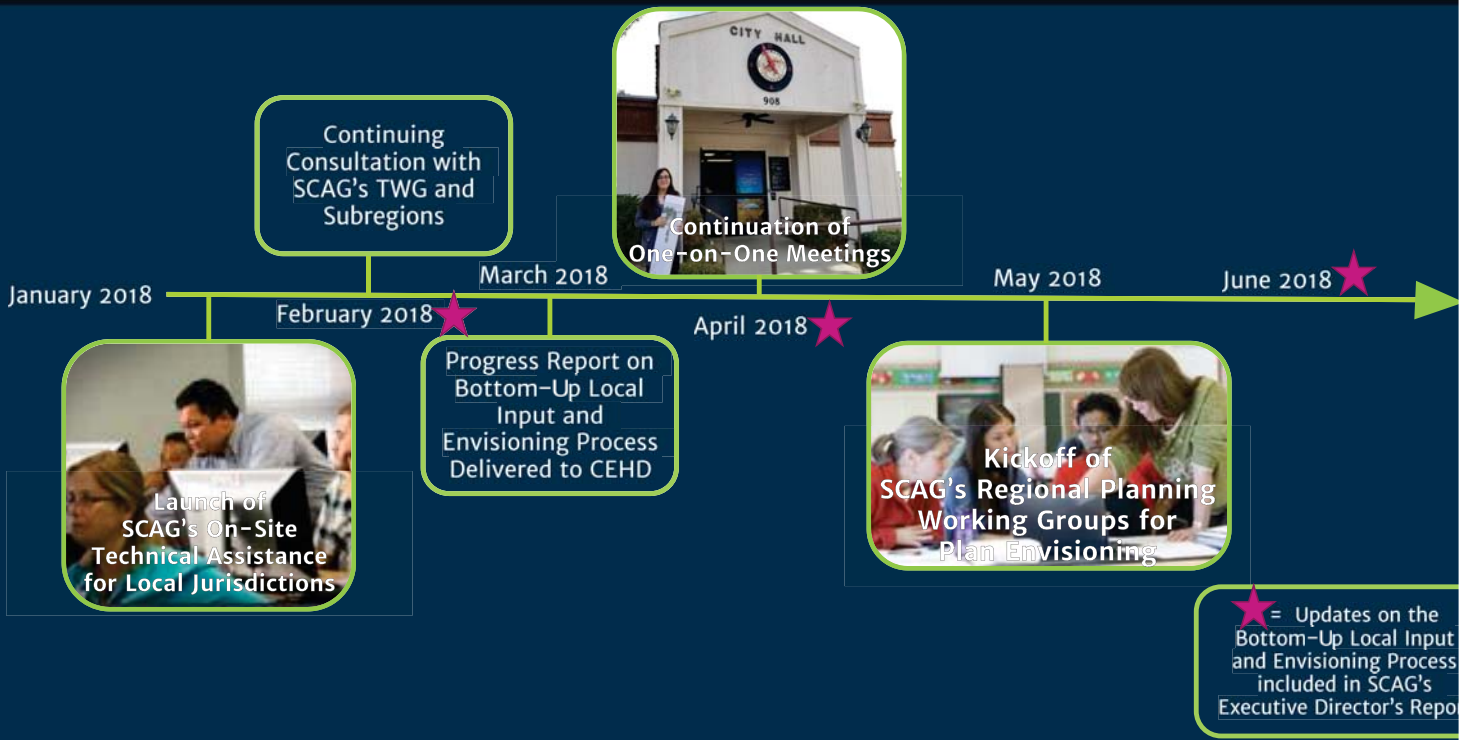 CITY HALL
908
Continuing
Consultation with
SCAG's TWG and
Subregions
Continuation of
One-on-One Meetings
January 2018
February 2018
March 2018
April 2018
May 2018
June 2018
Launch of
SCAG's On-Site
Technical Assistance
for Local Jurisdictions
Progress Report on
Bottom-Up Local
Input and
Envisioning Process
Delivered to CEHD
Kickoff of
SCAG's Regional Planning
Working Groups for
Plan Envisioning
= Updates on the
Bottom-Up Local Input
and Envisioning Process
included in SCAG's
Executive Director's Repor